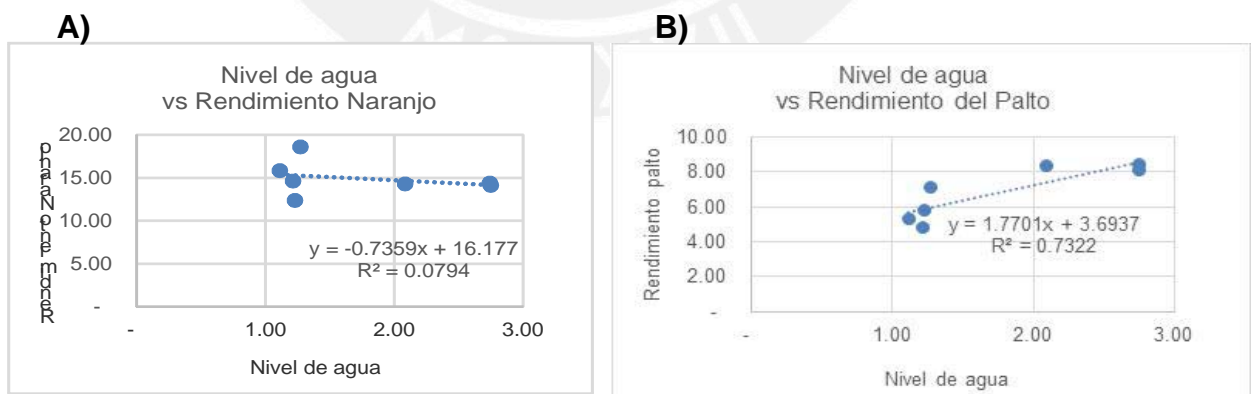 A)
Nivel de agua
vs Rendimiento Naranjo
Rendimiento Naranjo
20.00
15.00
10.00
5.00
-
y = -0.7359x + 16.177
R² = 0.0794
- 1.00 2.00 3.00
Nivel de agua
B)
Nivel de agua
vs Rendimiento del Palto
Rendimiento palto
10.00
8.00
6.00
4.00
2.00
-
y = 1.7701x + 3.6937
R² = 0.7322
- 1.00 2.00 3.00
Nivel de agua